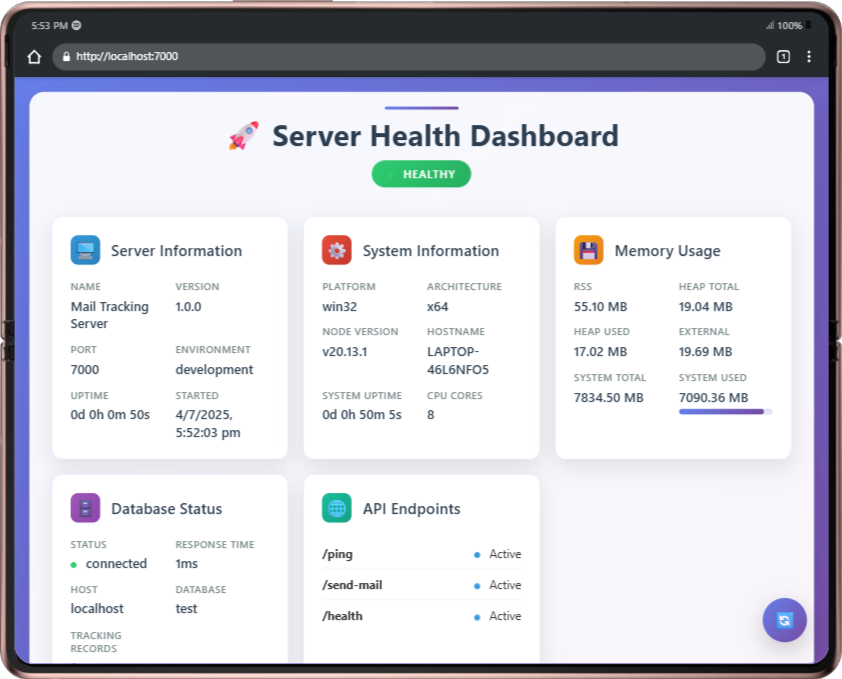 5:53 PM
100%
http://localhost:7000
1
Server Health Dashboard
HEALTHY
Server Information
NAME
Mail Tracking
Server
VERSION
1.0.0
PORT
7000
ENVIRONMENT
development
UPTIME
0d 0h 0m 50s
STARTED
4/7/2025,
5:52:03 pm
System Information
PLATFORM
win32
ARCHITECTURE
x64
NODE VERSION
v20.13.1
HOSTNAME
LAPTOP-
46L6NFO5
SYSTEM UPTIME
0d 0h 50m 5s
CPU CORES
8
Memory Usage
RSS
55.10 MB
HEAP TOTAL
19.04 MB
HEAP USED
17.02 MB
EXTERNAL
19.69 MB
SYSTEM TOTAL
7834.50 MB
SYSTEM USED
7090.36 MB
Database Status
STATUS
connected
RESPONSE TIME
1ms
HOST
localhost
DATABASE
test
TRACKING
RECORDS
API Endpoints
/ping
Active
/send-mail
Active
/health
Active